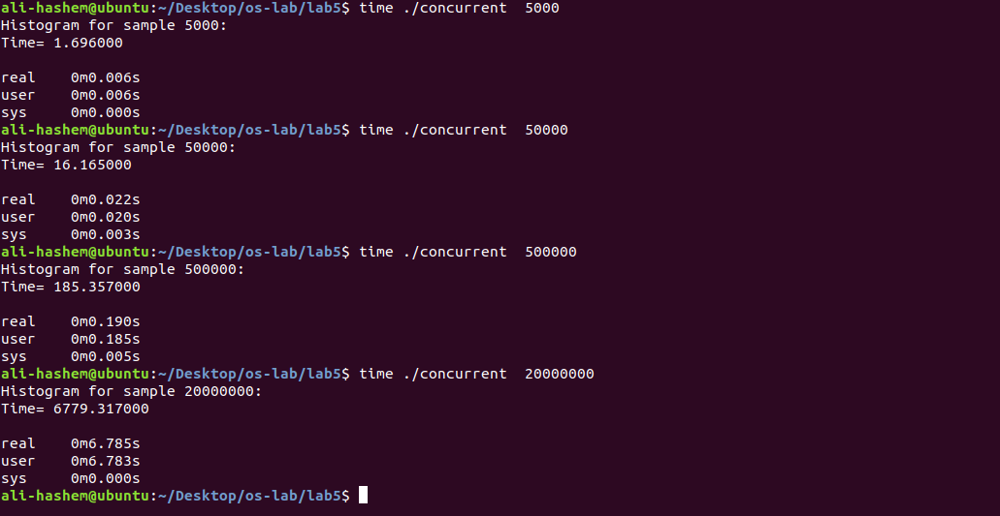 ali-hashem@ubuntu:~/Desktop/os-lab/lab5$ time ./concurrent  5000
Histogram for sample 5000:
Time= 1.696000
real    0m0.006s
user    0m0.006s
sys     0m0.000s
ali-hashem@ubuntu:~/Desktop/os-lab/lab5$ time ./concurrent  50000
Histogram for sample 50000:
Time= 16.165000
real    0m0.022s
user    0m0.020s
sys     0m0.003s
ali-hashem@ubuntu:~/Desktop/os-lab/lab5$ time ./concurrent  500000
Histogram for sample 500000:
Time= 185.357000
real    0m0.190s
user    0m0.185s
sys     0m0.005s
ali-hashem@ubuntu:~/Desktop/os-lab/lab5$ time ./concurrent  20000000
Histogram for sample 20000000:
Time= 6779.317000
real    0m6.785s
user    0m6.783s
sys     0m0.000s
ali-hashem@ubuntu:~/Desktop/os-lab/lab5$